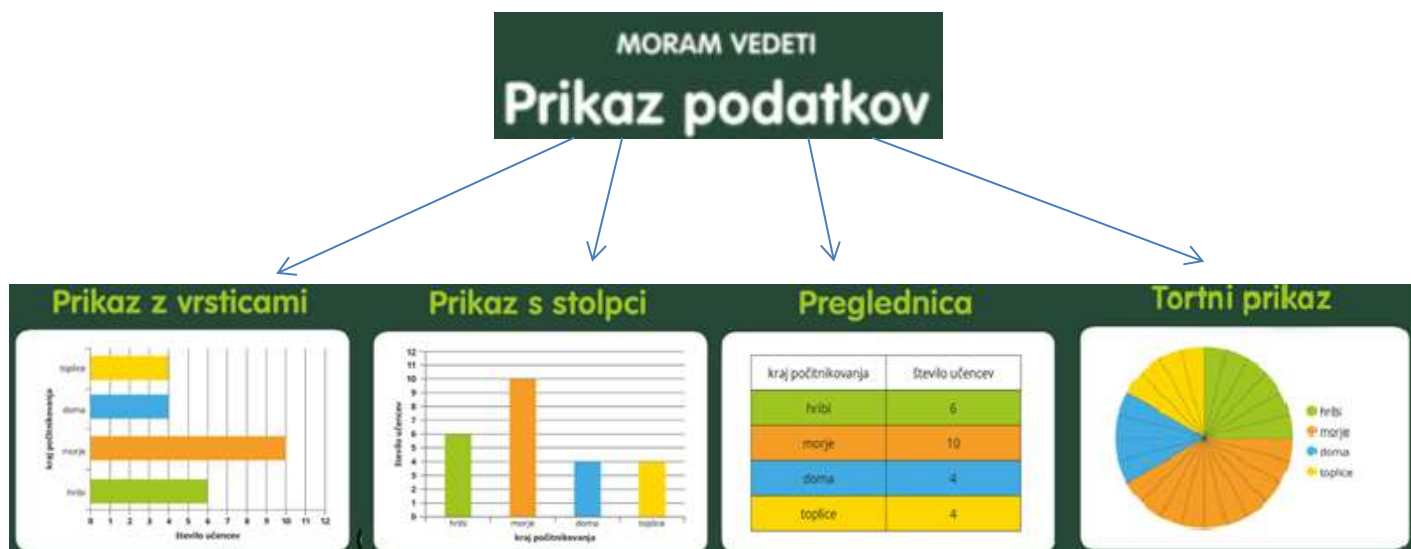 MORAM VEDETI
Prikaz podatkov
Prikaz z vrsticami
kraj počitnikovanja
toplice
doma
morje
hribi
0 1 2 3 4 5 6 7 8 9 10 11 12
število učencev
Prikaz s stolpci
število učencev
12
11
10
9
8
7
6
5
4
3
2
1
0
hribi morje doma toplice
kraj počitnikovanja
Preglednica
kraj počitnikovanja število učencev
hribi 6
morje 10
doma 4
toplice 4
Tortni prikaz
hribi
morje
doma
toplice